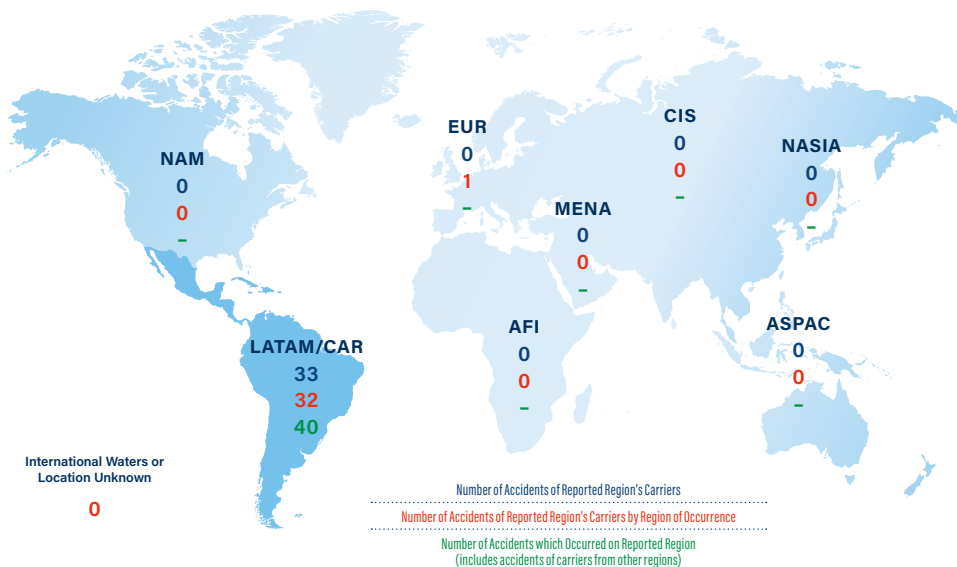 NAM
0
0
–
EUR
0
1
–
CIS
0
0
–
NASIA
0
0
–
MENA
0
0
–
AFI
0
0
–
ASPAC
0
0
–
LATAM/CAR
33
32
40
International Waters or
Location Unknown
0
Number of Accidents of Reported Region's Carriers
Number of Accidents of Reported Region's Carriers by Region of Occurrence
Number of Accidents which Occurred on Reported Region
(includes accidents of carriers from other regions)